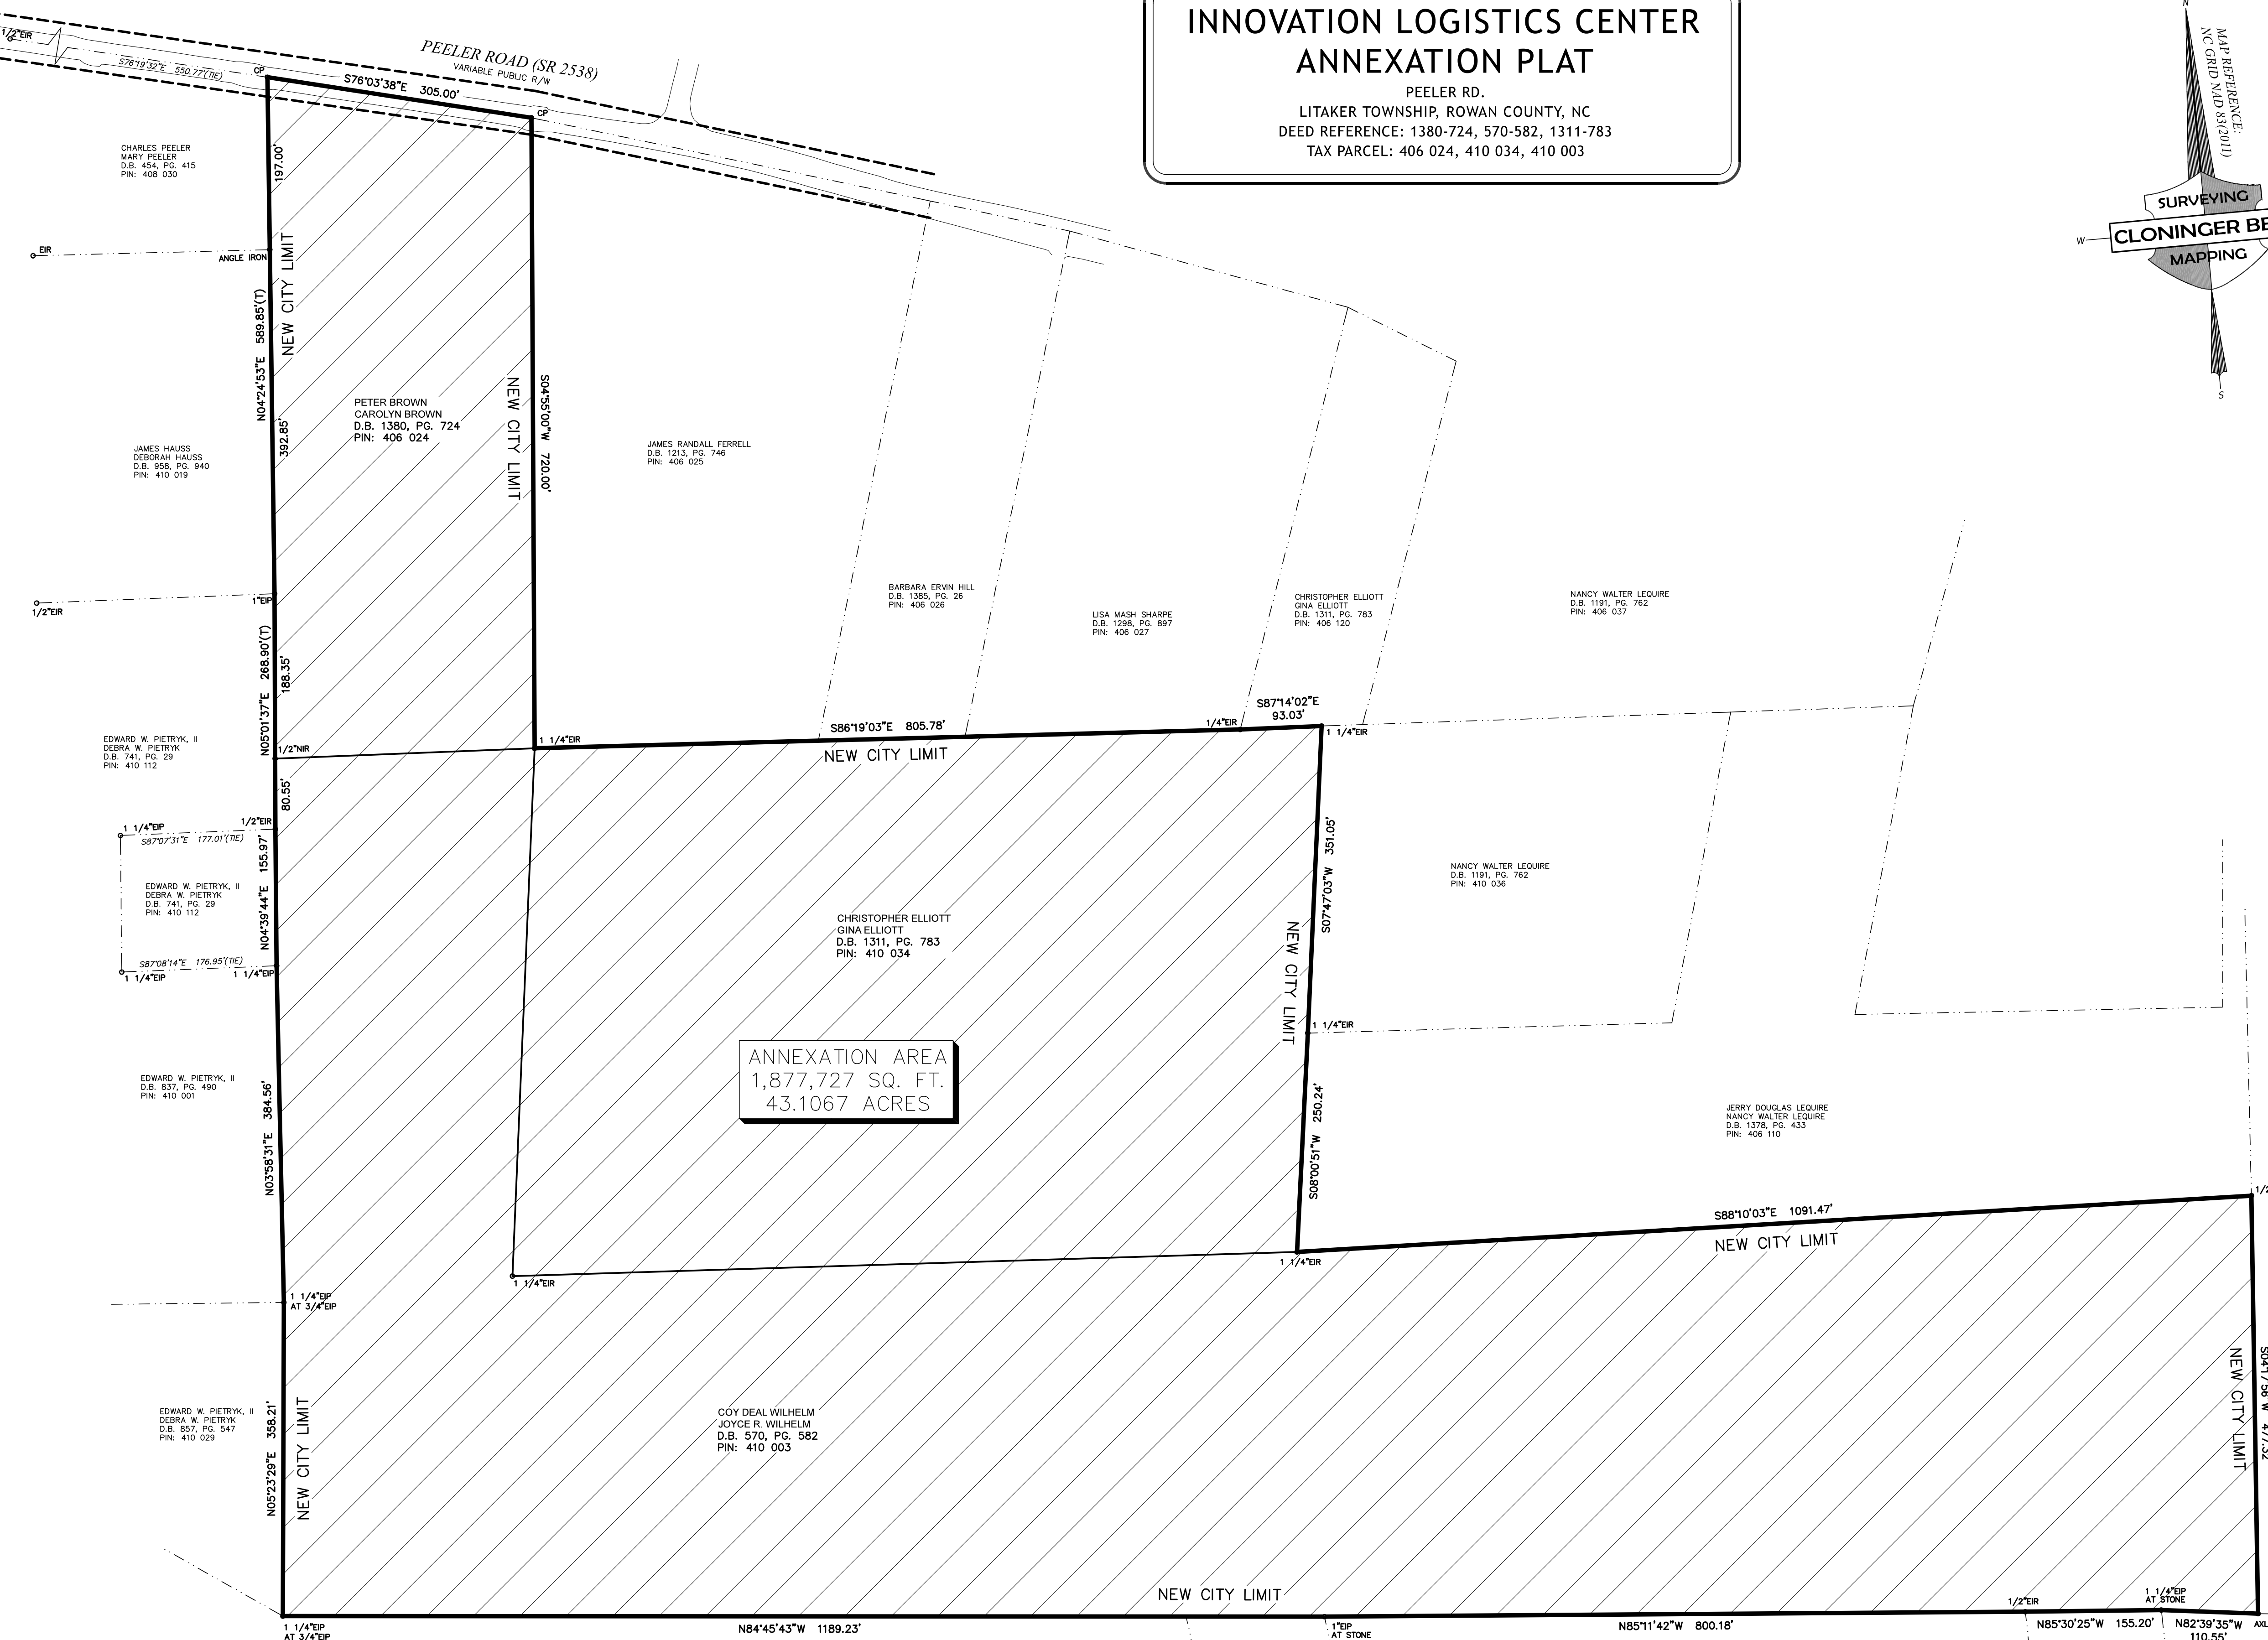 INNOVATION LOGISTICS CENTER
ANNEXATION PLAT
PEELER RD.
LITAKER TOWNSHIP, ROWAN COUNTY, NC
DEED REFERENCE: 1380-724, 570-582, 1311-783
TAX PARCEL: 406 024, 410 034, 410 003
N
MAP REFERENCE:
NC GRID NAD 83(2011)
SURVEYING
W
CLONINGER
MAPPING
S
1/2"EIR
S76°19'32"E 550.77'(TIE)
CP
S76°03'38"E 305.00'
PEELER ROAD (SR 2538)
VARIABLE PUBLIC R/W
CP
CHARLES PEELER
MARY PEELER
D.B. 454, PG. 415
PIN: 408 030
197.00'
EIR
ANGLE IRON
NEW CITY LIMIT
N04°24'53"E 589.85'(T)
392.85'
PETER BROWN
CAROLYN BROWN
D.B. 1380, PG. 724
PIN: 406 024
NEW CITY LIMIT
S04°55'00"W 720.00'
JAMES HAUSS
DEBORAH HAUSS
D.B. 958, PG. 940
PIN: 410 019
JAMES RANDALL FERRELL
D.B. 1213, PG. 746
PIN: 406 025
BARBARA ERVIN HILL
D.B. 1385, PG. 26
PIN: 406 026
LISA MASH SHARPE
D.B. 1298, PG. 897
PIN: 406 027
CHRISTOPHER ELLIOTT
GINA ELLIOTT
D.B. 1311, PG. 783
PIN: 406 120
NANCY WALTER LEQUIRE
D.B. 1191, PG. 762
PIN: 406 037
1/2"EIR
1"EIP
N05°01'37"E 268.90'(T)
188.35'
EDWARD W. PIETRYK, II
DEBRA W. PIETRYK
D.B. 741, PG. 29
PIN: 410 112
1/2"NIR
1 1/4"EIR
S86°19'03"E 805.78'
NEW CITY LIMIT
1/4"EIR
S87°14'02"E
93.03'
1 1/4"EIR
80.55'
1 1/4"EIP
1/2"EIR
S87°07'31"E 177.01'(TIE)
EDWARD W. PIETRYK, II
DEBRA W. PIETRYK
D.B. 741, PG. 29
PIN: 410 112
N04°39'44"E 155.97'
S87°08'14"E 176.95'(TIE)
1 1/4"EIP
1 1/4"EIP
CHRISTOPHER ELLIOTT
GINA ELLIOTT
D.B. 1311, PG. 783
PIN: 410 034
S07°47'03"W 351.05'
NEW CITY LIMIT
NANCY WALTER LEQUIRE
D.B. 1191, PG. 762
PIN: 410 036
1 1/4"EIR
ANNEXATION AREA
1,877,727 SQ. FT.
43.1067 ACRES
EDWARD W. PIETRYK, II
D.B. 837, PG. 490
PIN: 410 001
N03°58'31"E 384.56'
S08°00'51"W 250.24'
JERRY DOUGLAS LEQUIRE
NANCY WALTER LEQUIRE
D.B. 1378, PG. 433
PIN: 406 110
S88°10'03"E 1091.47'
NEW CITY LIMIT
1 1/4"EIR
1 1/4"EIR
1 1/4"EIP
AT 3/4"EIP
NEW CITY LIMIT
S04°17'56"W 477.32'
EDWARD W. PIETRYK, II
DEBRA W. PIETRYK
D.B. 857, PG. 547
PIN: 410 029
N05°23'29"E 358.21'
NEW CITY LIMIT
COY DEAL WILHELM
JOYCE R. WILHELM
D.B. 570, PG. 582
PIN: 410 003
NEW CITY LIMIT
1 1/4"EIP
AT 3/4"EIP
N84°45'43"W 1189.23'
1"EIP
AT STONE
N85°11'42"W 800.18'
1/2"EIR
N85°30'25"W 155.20'
1 1/4"EIP
AT STONE
N82°39'35"W
110.55'